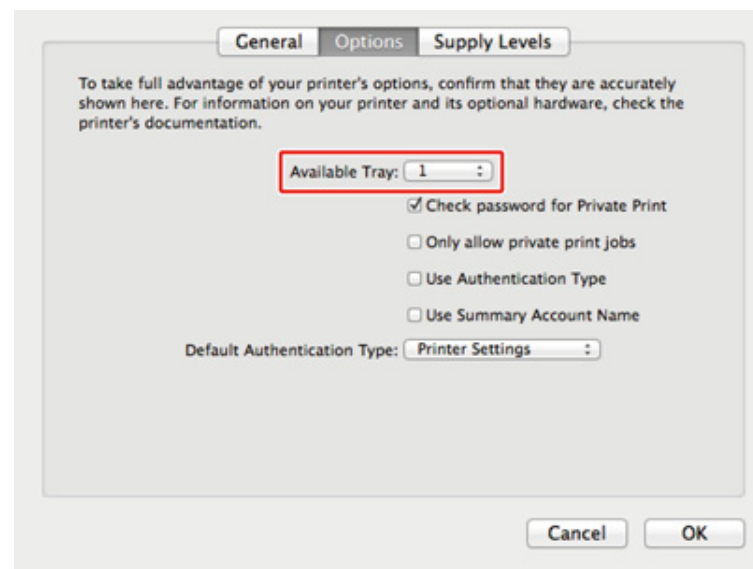 General Options Supply Levels
To take full advantage of your printer's options, confirm that they are accurately
shown here. For information on your printer and its optional hardware, check the
printer's documentation.
Available Tray: 1
Check password for Private Print
Only allow private print jobs
Use Authentication Type
Use Summary Account Name
Default Authentication Type: Printer Settings
Cancel OK